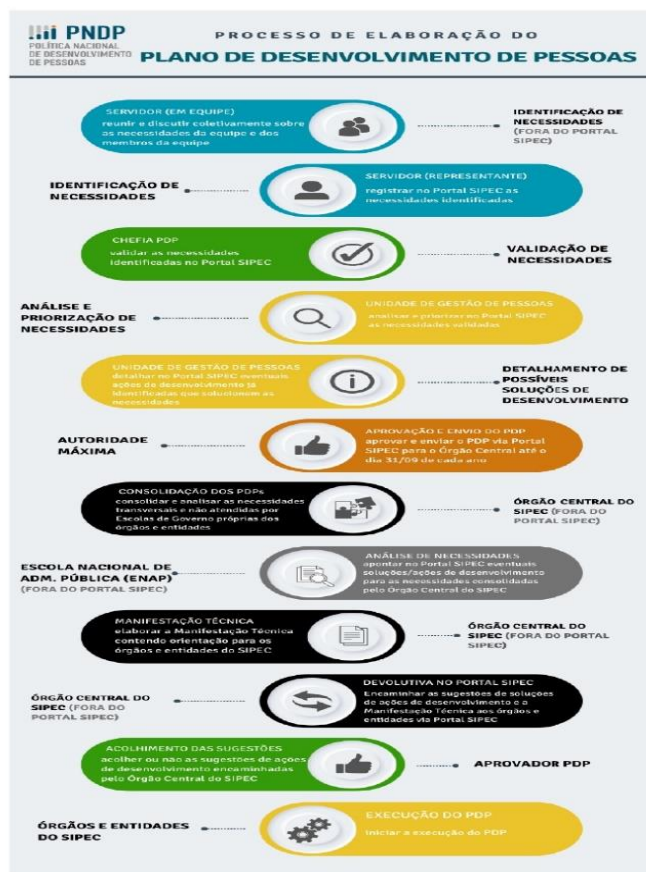 PNDP
POLÍTICA NACIONAL
DE DESENVOLVIMENTO
DE PESSOAS
PROCESSO DE ELABORAÇÃO DO
PLANO DE DESENVOLVIMENTO DE PESSOAS
SERVIDOR (EM EQUIPE)
reunir e discutir coletivamente sobre
as necessidades da equipe e dos
membros da equipe
IDENTIFICAÇÃO DE
NECESSIDADES
(FORA DO PORTAL
SIPEC)
IDENTIFICAÇÃO DE
NECESSIDADES
SERVIDOR (REPRESENTANTE)
registrar no Portal SIPEC as
necessidades identificadas
CHEFIA PDP
validar as necessidades
identificadas no Portal SIPEC
VALIDAÇÃO DE
NECESSIDADES
ANÁLISE E
PRIORIZAÇÃO DE
NECESSIDADES
UNIDADE DE GESTÃO DE PESSOAS
analisar e priorizar no Portal SIPEC
as necessidades validadas
UNIDADE DE GESTÃO DE PESSOAS
detalhar no Portal SIPEC eventuais
ações de desenvolvimento já
identificadas que solucionem as
necessidades
DETALHAMENTO DE
POSSÍVEIS
SOLUÇÕES DE
DESENVOLVIMENTO
AUTORIDADE
MÁXIMA
APROVAÇÃO E ENVIO DO PDP
aprovar e enviar o PDP via Portal
SIPEC para o Órgão Central até o
dia 31/09 de cada ano
CONSOLIDAÇÃO DOS PDPs
consolidar e analisar as necessidades
transversais e não atendidas por
Escolas de Governo próprias dos
órgãos e entidades
ÓRGÃO CENTRAL DO
SIPEC (FORA DO
PORTAL SIPEC)
ESCOLA NACIONAL DE
ADM. PÚBLICA (ENAP)
(FORA DO PORTAL SIPEC)
ANÁLISE DE NECESSIDADES
apontar no Portal SIPEC eventuais
soluções/ações de desenvolvimento
para as necessidades consolidadas
pelo Órgão Central do SIPEC
MANIFESTAÇÃO TÉCNICA
elaborar a Manifestação Técnica
contendo orientação para os
órgãos e entidades do SIPEC
ÓRGÃO CENTRAL DO
SIPEC (FORA DO PORTAL
SIPEC)
ÓRGÃO CENTRAL DO
SIPEC (FORA DO
PORTAL SIPEC)
DEVOLUTIVA NO PORTAL SIPEC
Encaminhar as sugestões de soluções
de ações de desenvolvimento e a
Manifestação Técnica aos órgãos e
entidades via Portal SIPEC
ACOLHIMENTO DAS SUGESTÕES
acolher ou não as sugestões de ações
de desenvolvimento encaminhadas
pelo Órgão Central do SIPEC
APROVADOR PDP
ÓRGÃOS E ENTIDADES
DO SIPEC
EXECUÇÃO DO PDP
Iniciar a execução do PDP